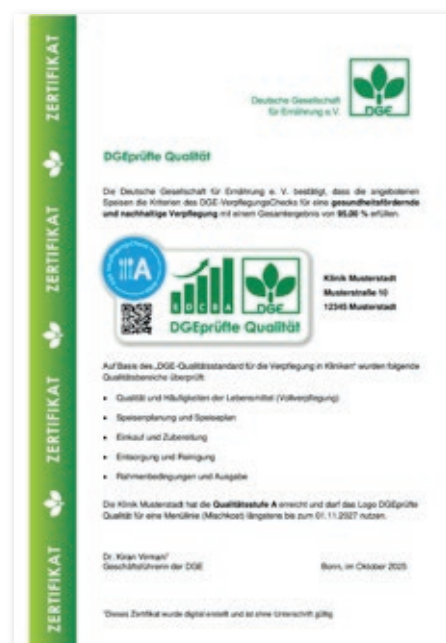 ZERTIFIKAT
ZERTIFIKAT
ZERTIFIKAT
ZERTIFIKAT
Deutsche Gesellschaft
für Ernährung e.V.
DGE
DGEprüfte Qualität
Die Deutsche Gesellschaft für Ernährung e. V. bestätigt, dass die angebotenen
Speisen die Kriterien des DGE-VerpflegungsChecks für eine gesundheitsfördernde
und nachhaltige Verpflegung mit einem Gesamtergebnis von 95,00 % erfüllen.
A
E D C B A
DGE
DGEprüfte Qualität
Klinik Musterstadt
Musterstraße 10
12345 Musterstadt
Auf Basis des „DGE-Qualitätsstandard für die Verpflegung in Kliniken“ wurden folgende
Qualitätsbereiche überprüft
• Qualität und Häufigkeiten der Lebensmittel (Vollverpflegung)
• Speisenplanung und Speiseplan
• Einkauf und Zubereitung
• Entsorgung und Reinigung
• Rahmenbedingungen und Ausgabe
Die Klinik Musterstadt hat die Qualitätsstufe A erreicht und darf das Logo DGEprüfte
Qualität für eine Menülinie (Mischkost) längstens bis zum 01.11.2027 nutzen.
Dr. Kiran Virmani¹
Geschäftsführerin der DGE
Bonn, im Oktober 2025
¹Dieses Zertifikat wurde digital erstellt und ist ohne Unterschrift gültig